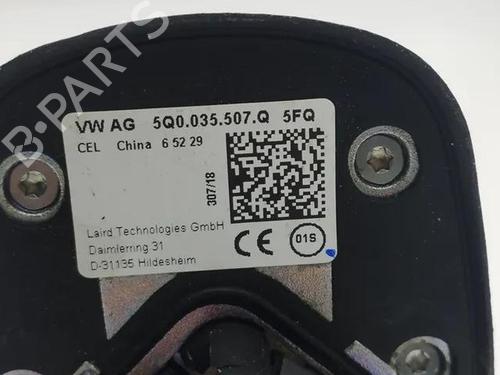 VW AG 5Q0.035.507.Q 5FQ
CEL China 6 52 29
307/18
Laird Technologies GmbH
Daimlerring 31
D-31135 Hildesheim
CE 01S
B-PARTS